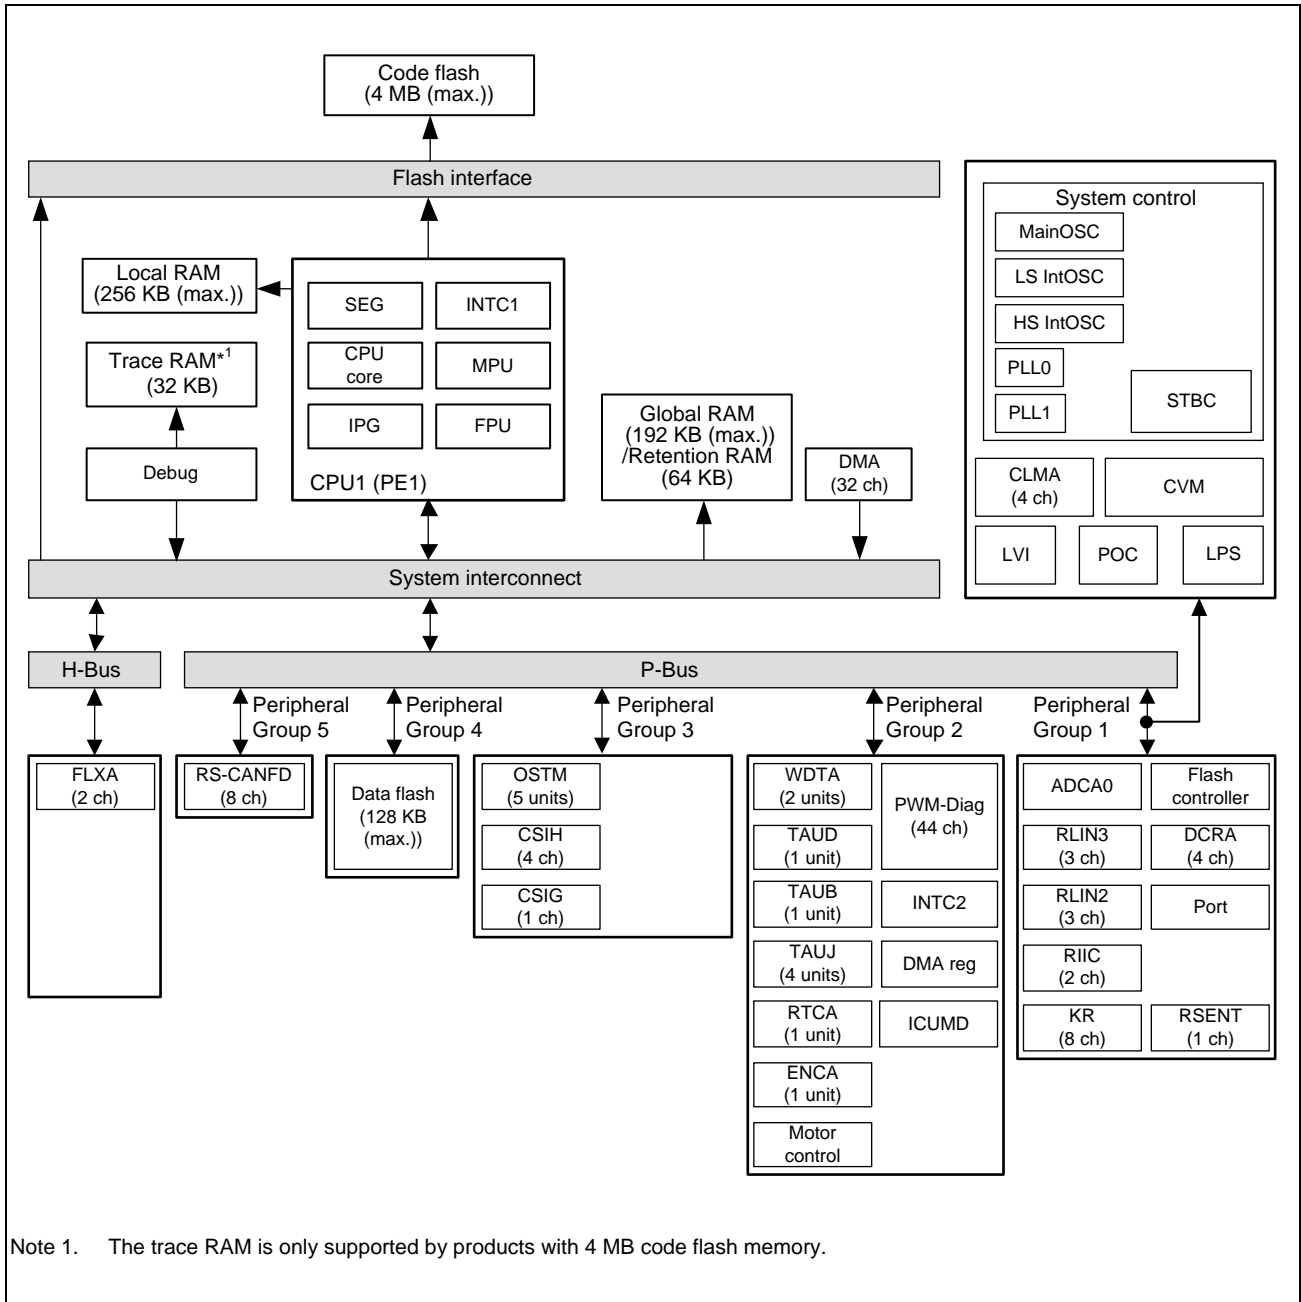 Code flash
(4 MB (max.))
Flash interface
System control
MainOSC
LS IntOSC
HS IntOSC
PLL0
PLL1
STBC
CLMA
(4 ch)
CVM
LVI
POC
LPS
Local RAM
(256 KB (max.))
SEG
INTC1
CPU
core
MPU
IPG
FPU
CPU1 (PE1)
Trace RAM*1
(32 KB)
Debug
Global RAM
(192 KB (max.))
/Retention RAM
(64 KB)
DMA
(32 ch)
System interconnect
H-Bus
P-Bus
Peripheral
Group 5
Peripheral
Group 4
Peripheral
Group 3
Peripheral
Group 2
Peripheral
Group 1
FLXA
(2 ch)
RS-CANFD
(8 ch)
Data flash
(128 KB
(max.))
OSTM
(5 units)
CSIH
(4 ch)
CSIG
(1 ch)
WDTA
(2 units)
PWM-Diag
(44 ch)
TAUD
(1 unit)
TAUB
(1 unit)
INTC2
TAUJ
(4 units)
DMA reg
RTCA
(1 unit)
ICUMD
ENCA
(1 unit)
Motor
control
ADCA0
Flash
controller
RLIN3
(3 ch)
DCRA
(4 ch)
RLIN2
(3 ch)
Port
RIIC
(2 ch)
KR
(8 ch)
RSENT
(1 ch)
Note 1. The trace RAM is only supported by products with 4 MB code flash memory.